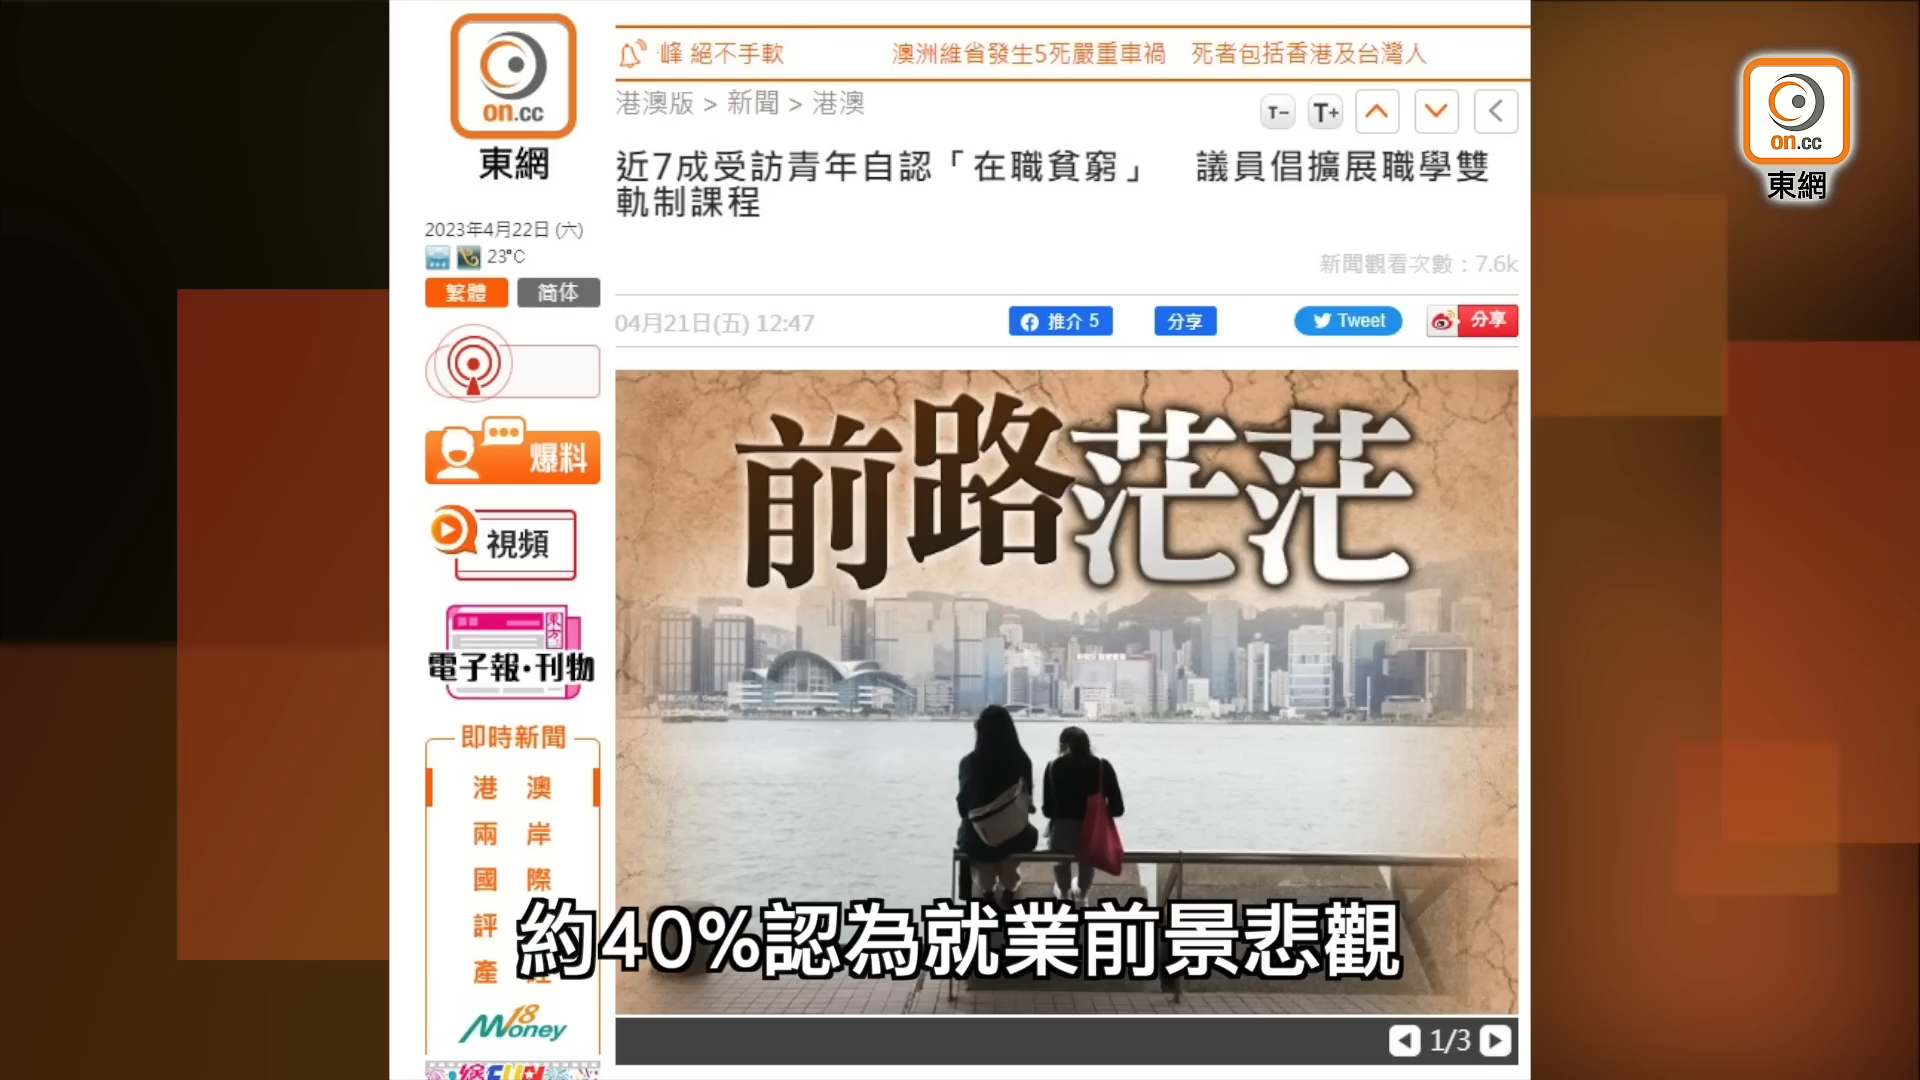 on.cc
東網
峰 絕不手軟
澳洲維省發生5死嚴重車禍
死者包括香港及台灣人
港澳版 > 新聞 > 港澳
T-
T+
on.cc
東網
近7成受訪青年自認「在職貧窮」 議員倡擴展職學雙
軌制課程
2023年4月22日 (六)
23°C
新聞觀看次數：7.6k
繁體
简体
04月21日(五) 12:47
推介 5
分享
Tweet
分享
前路茫茫
爆料
視頻
東方
電子報·刊物
即時新聞
港 澳
兩 岸
國 際
評
產
約40%認為就業前景悲觀
18
Money
1/3
繽FUN